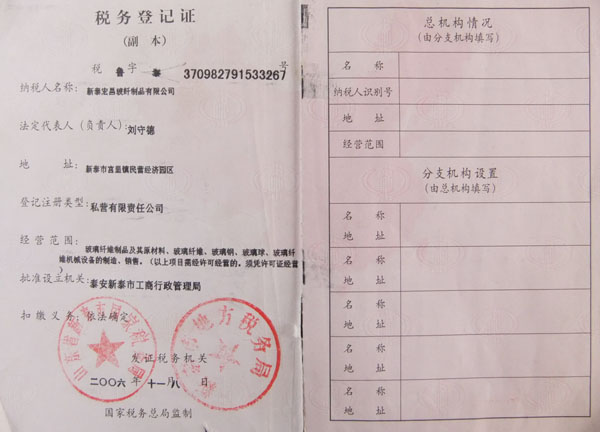 税务登记证
(副 本)
税 鲁 字 泰 370982791533267 号
纳税人名称: 新泰宏昌玻纤制品有限公司
法定代表人(负责人): 刘守德
地 址: 新泰市宫里镇民营经济园区
登记注册类型: 私营有限责任公司
经营范围: 玻璃纤维制品及其原材料、玻璃纤维、玻璃钢、玻璃球、玻璃纤
维机械设备的制造、销售。(以上项目需经许可经营的,须凭许可证经营
)
批准设立机关: 泰安新泰市工商行政管理局
扣缴义务: 依法确定
发证税务机关
二〇〇六 年 十一 月 八 日
国家税务总局监制
总机构情况
(由分支机构填写)
名 称
纳税人识别号
地 址
经营范围
分支机构设置
(由总机构填写)
名 称
地 址
名 称
地 址
名 称
地 址
名 称
地 址
名 称
地 址